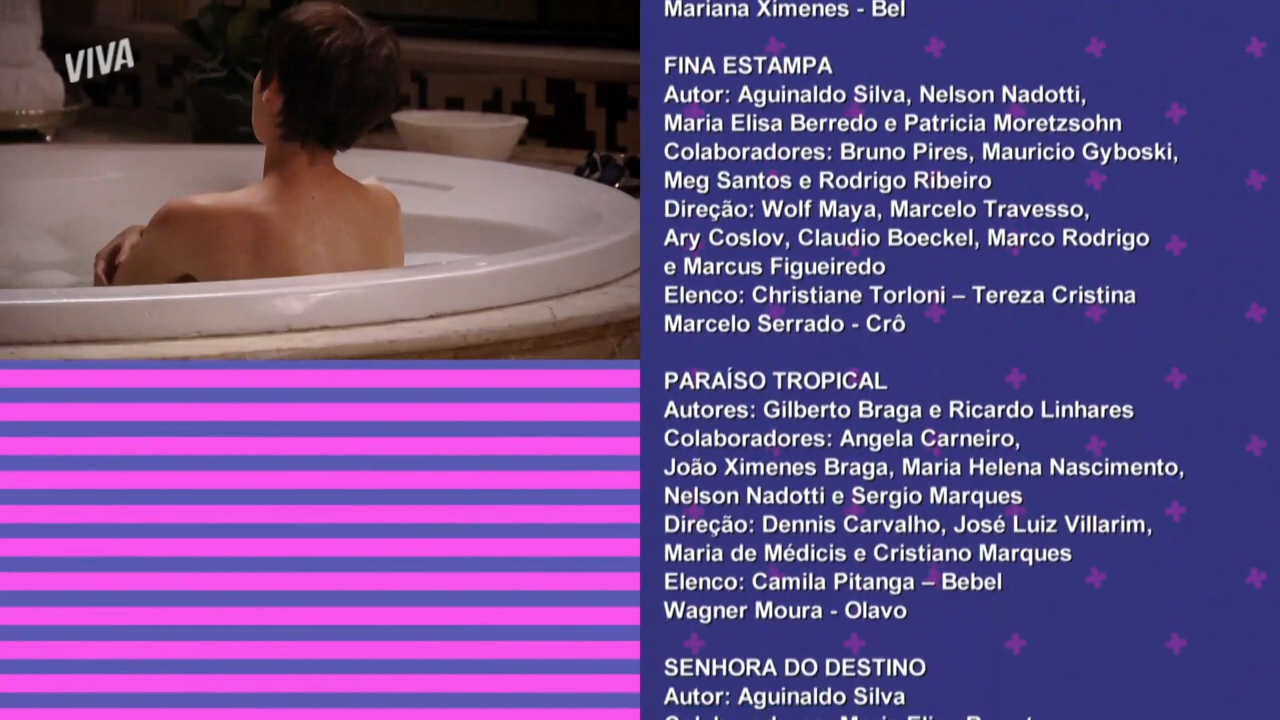 VIVA
Mariana Ximenes - Bel
FINA ESTAMPA
Autor: Aguinaldo Silva, Nelson Nadotti,
Maria Elisa Berredo e Patricia Moretzsohn
Colaboradores: Bruno Pires, Mauricio Gyboski,
Meg Santos e Rodrigo Ribeiro
Direção: Wolf Maya, Marcelo Travesso,
Ary Coslov, Claudio Boeckel, Marco Rodrigo
e Marcus Figueiredo
Elenco: Christiane Torloni – Tereza Cristina
Marcelo Serrado - Crô
PARAÍSO TROPICAL
Autores: Gilberto Braga e Ricardo Linhares
Colaboradores: Angela Carneiro,
João Ximenes Braga, Maria Helena Nascimento,
Nelson Nadotti e Sergio Marques
Direção: Dennis Carvalho, José Luiz Villarim,
Maria de Médicis e Cristiano Marques
Elenco: Camila Pitanga – Bebel
Wagner Moura - Olavo
SENHORA DO DESTINO
Autor: Aguinaldo Silva